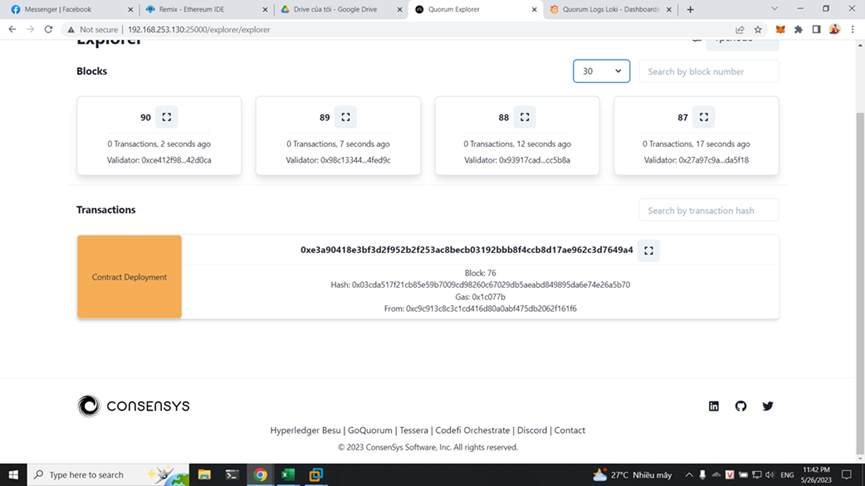 Messenger | Facebook
Remix - Ethereum IDE
Drive của tôi - Google Drive
Quorum Explorer
Quorum Logs Loki - Dashboards
Not secure | 192.168.253.130:25000/explorer/explorer
Explorer
Blocks
30
Search by block number
90
0 Transactions, 2 seconds ago
Validator: 0xce412f98...42d0ca
89
0 Transactions, 7 seconds ago
Validator: 0x98c13344...4fed9c
88
0 Transactions, 12 seconds ago
Validator: 0x93917cad...cc5b8a
87
0 Transactions, 17 seconds ago
Validator: 0x27a97c9a...da5f18
Transactions
Search by transaction hash
Contract Deployment
0xe3a90418e3bf3d2f952b2f253ac8becb03192bbb8f4ccb8d17ae962c3d7649a4
Block: 76
Hash: 0x03cda517f21cb85e59b7009cd98260c67029db5aeabd849895da6e74e26a5b70
Gas: 0x1c077b
From: 0xc9c913c8c3c1cd416d80a0abf475db2062f161f6
CONSENSYS
Hyperledger Besu | GoQuorum | Tessera | Codefi Orchestrate | Discord | Contact
© 2023 ConsenSys Software, Inc. All rights reserved.
Type here to search
27°C Nhiều mây
ENG
11:42 PM
5/26/2023